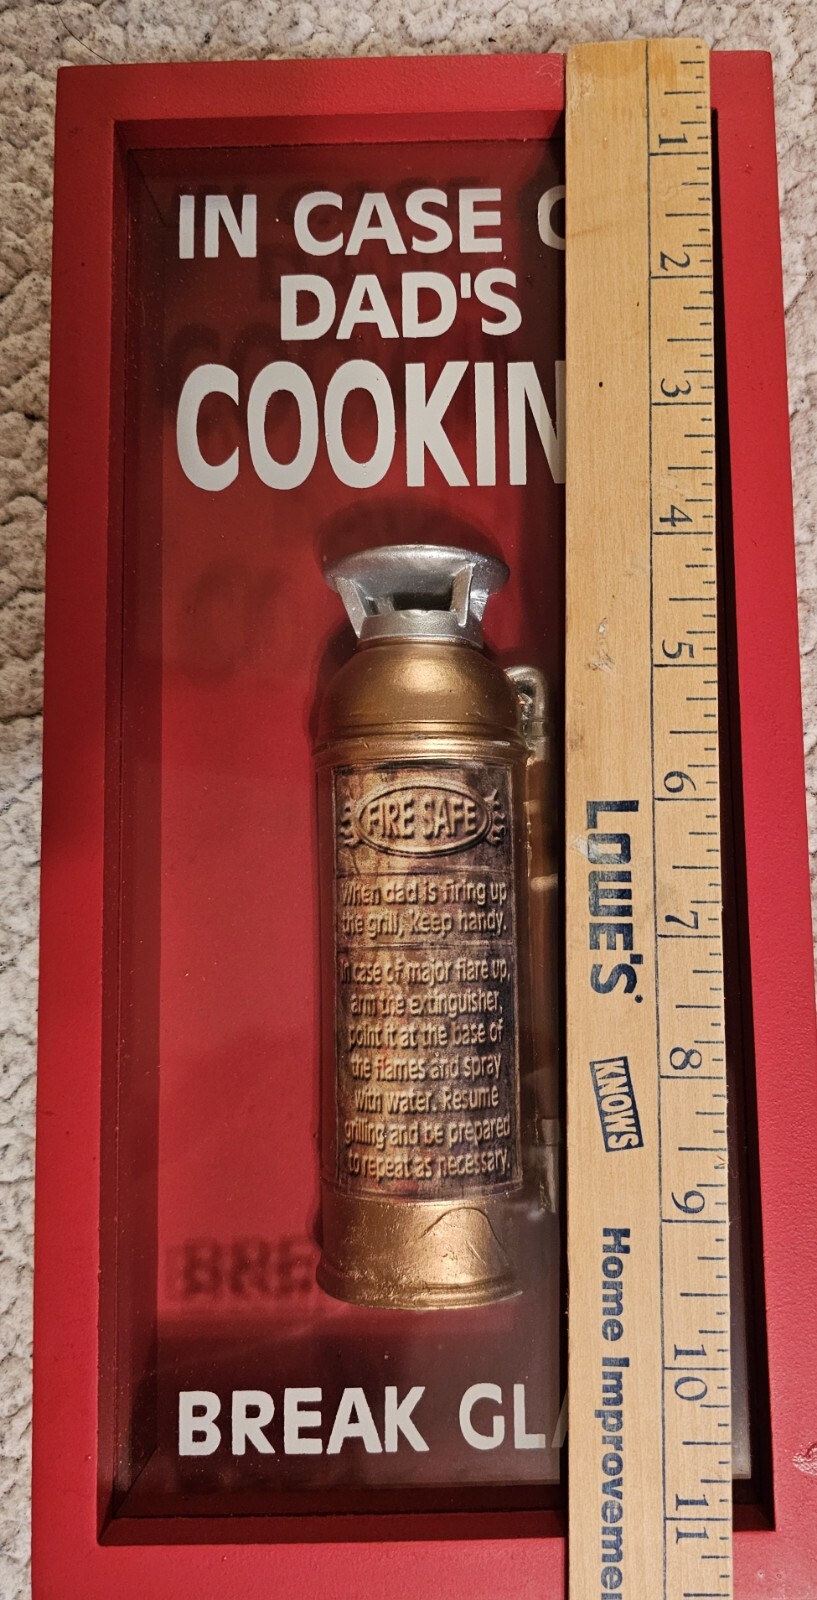 IN CASE O
DAD'S
COOKIN
FIRE SAFE
When dad is firing up
the grill, keep handy.
In case of major flare up,
arm the extinguisher,
point it at the base of
the flames and spray
with water. Resume
grilling and be prepared
to repeat as necessary.
BREAK GLA
1
2
3
4
5
6
7
8
9
10
11
LOWE'S
KNOWS
Home Improvemen